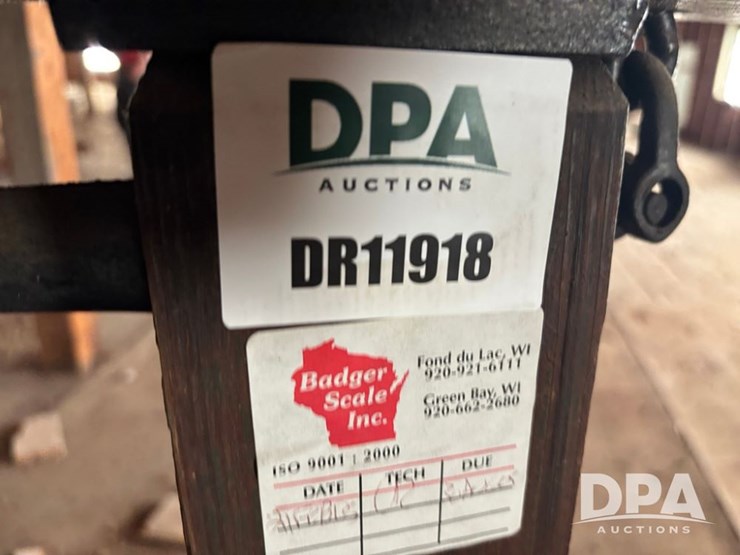 DPA
AUCTIONS
DR11918
Badger
Scale
Inc.
Fond du Lac, WI
920-921-6111
Green Bay, WI
920-662-2680
ISO 9001 : 2000
DATE TECH DUE
DPA
AUCTIONS